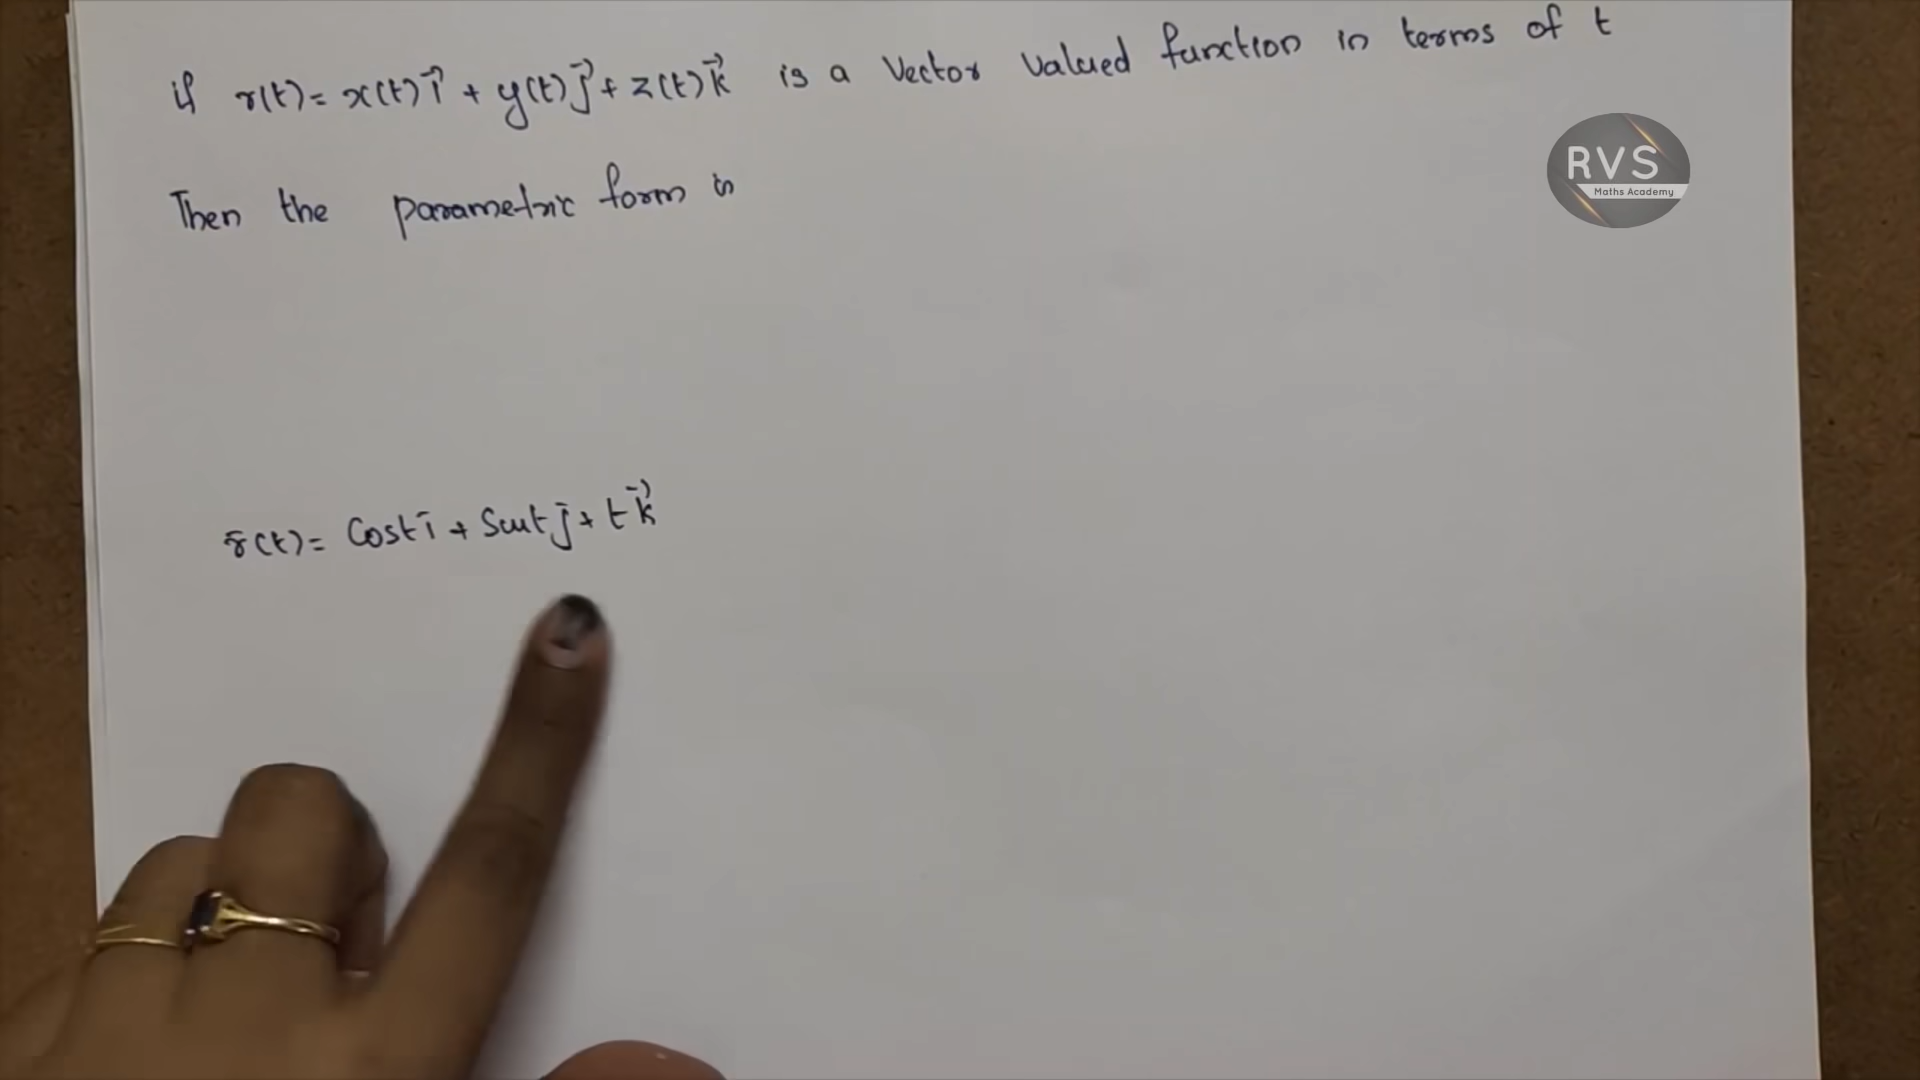 if r(t) = x(t)i⃗ + y(t)j⃗ + z(t)k⃗ is a Vector valued function in terms of t
RVS
Maths Academy
Then the parametric form is
r̄(t) = Cost ī + Sint j̄ + t k⃗